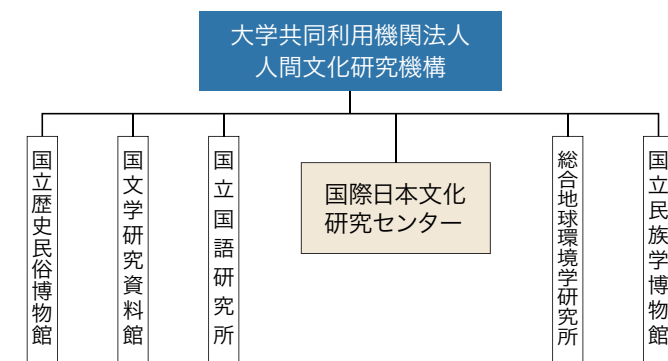 大学共同利用機関法人
人間文化研究機構
国立歴史民俗博物館
国文学研究資料館
国立国語研究所
国際日本文化
研究センター
総合地球環境学研究所
国立民族学博物館